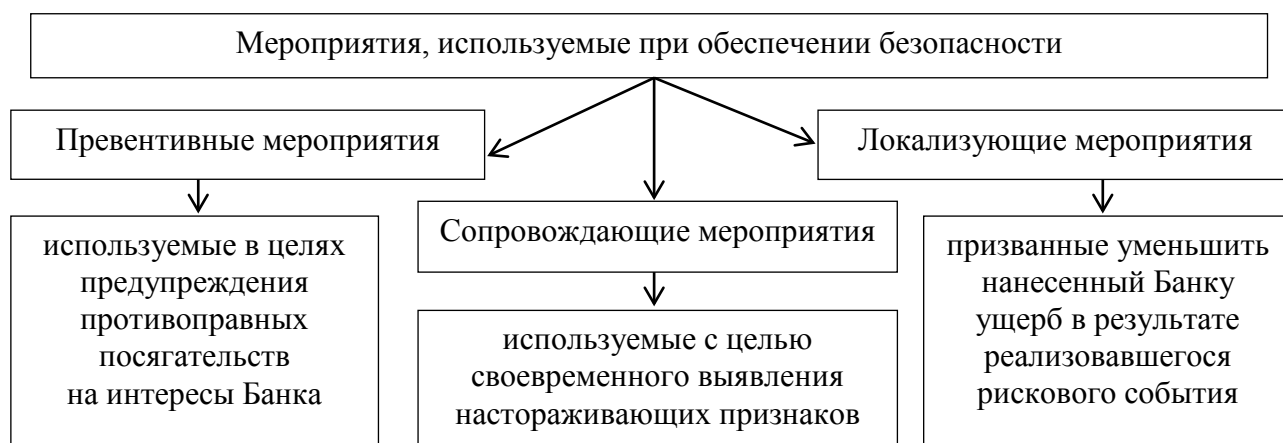 Мероприятия, используемые при обеспечении безопасности
Превентивные мероприятия
используемые в целях
предупреждения
противоправных
посягательств
на интересы Банка
Сопровождающие мероприятия
используемые с целью
своевременного выявления
настораживающих признаков
Локализующие мероприятия
призванные уменьшить
нанесенный Банку
ущерб в результате
реализовавшегося
рискового события